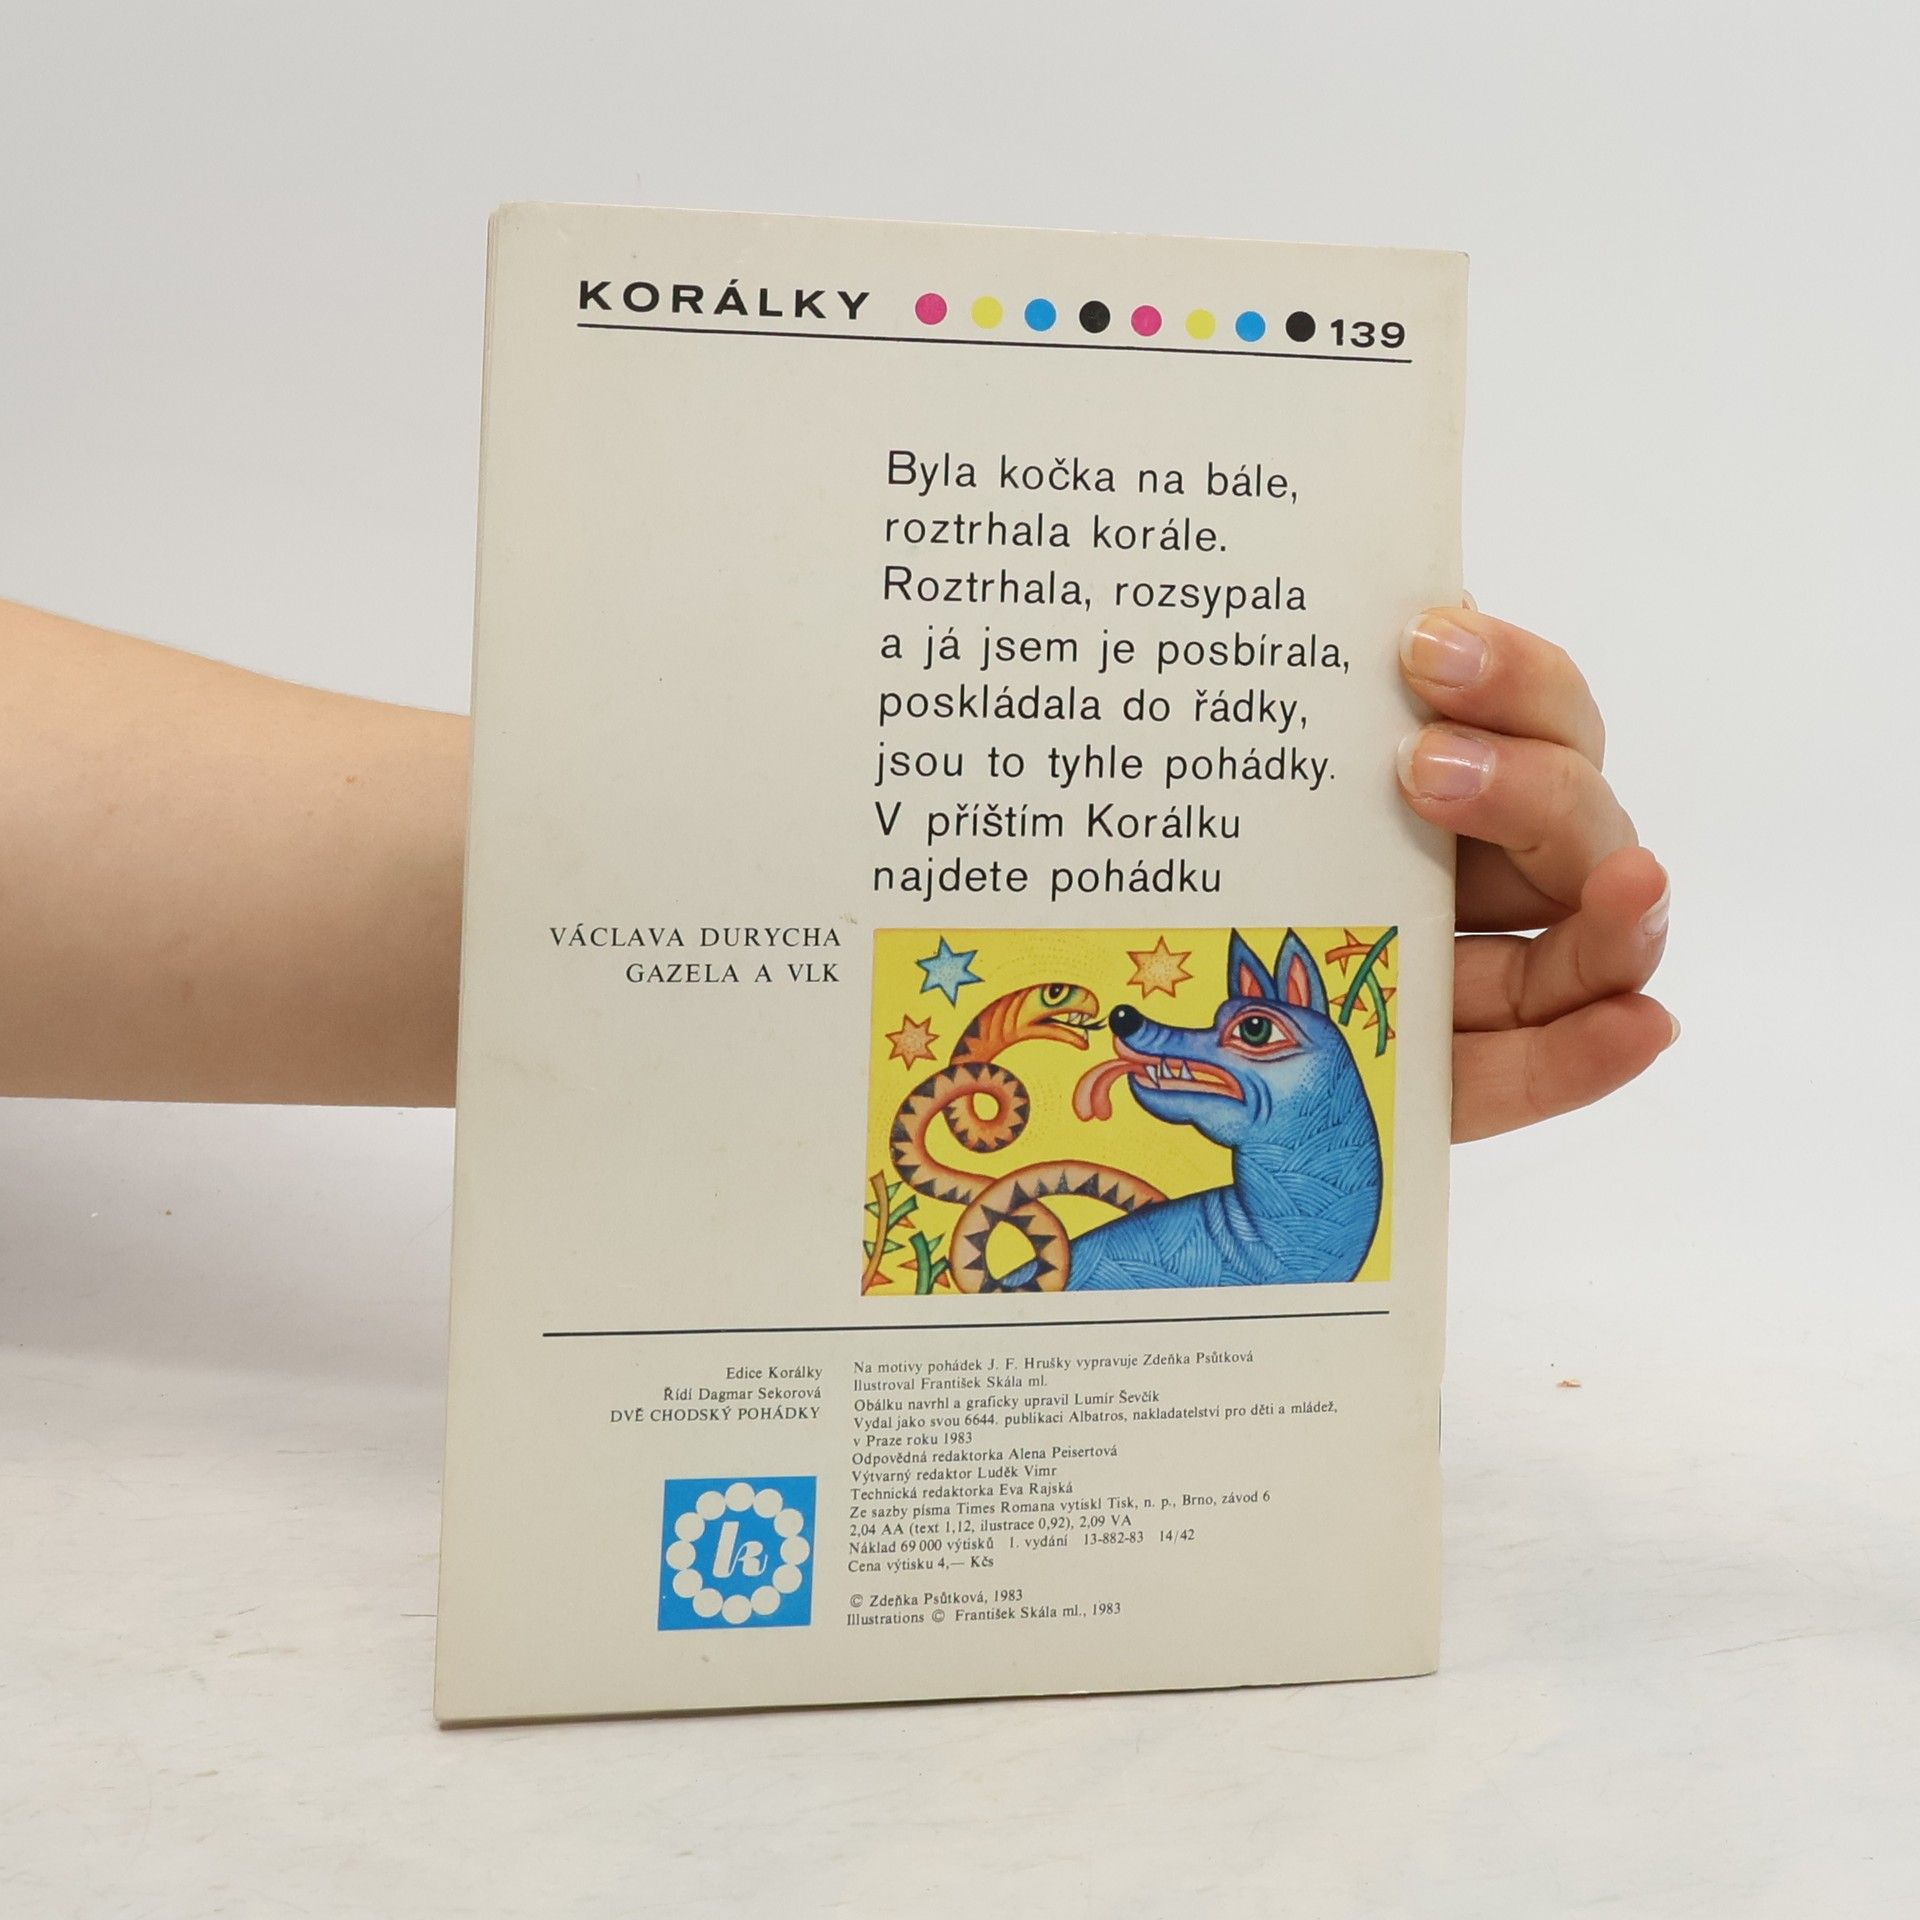 KORÁLKY 139
Byla kočka na bále,
roztrhala korále.
Roztrhala, rozsypala
a já jsem je posbírala,
poskládala do řádky,
jsou to tyhle pohádky.
V příštím Korálku
najdete pohádku
VÁCLAVA DURYCHA
GAZELA A VLK
Edice Korálky
Řídí Dagmar Sekorová
DVĚ CHODSKÝ POHÁDKY
k
Na motivy pohádek J. F. Hrušky vypravuje Zdeňka Psůtková
Ilustroval František Skála ml.
Obálku navrhl a graficky upravil Lumír Ševčík
Vydal jako svou 6644. publikaci Albatros, nakladatelství pro děti a mládež,
v Praze roku 1983
Odpovědná redaktorka Alena Peisertová
Výtvarný redaktor Luděk Vimr
Technická redaktorka Eva Rajská
Ze sazby písma Times Romana vytiskl Tisk, n. p., Brno, závod 6
2,04 AA (text 1,12, ilustrace 0,92), 2,09 VA
Náklad 69 000 výtisků 1. vydání 13-882-83 14/42
Cena výtisku 4,— Kčs
© Zdeňka Psůtková, 1983
Illustrations © František Skála ml., 1983